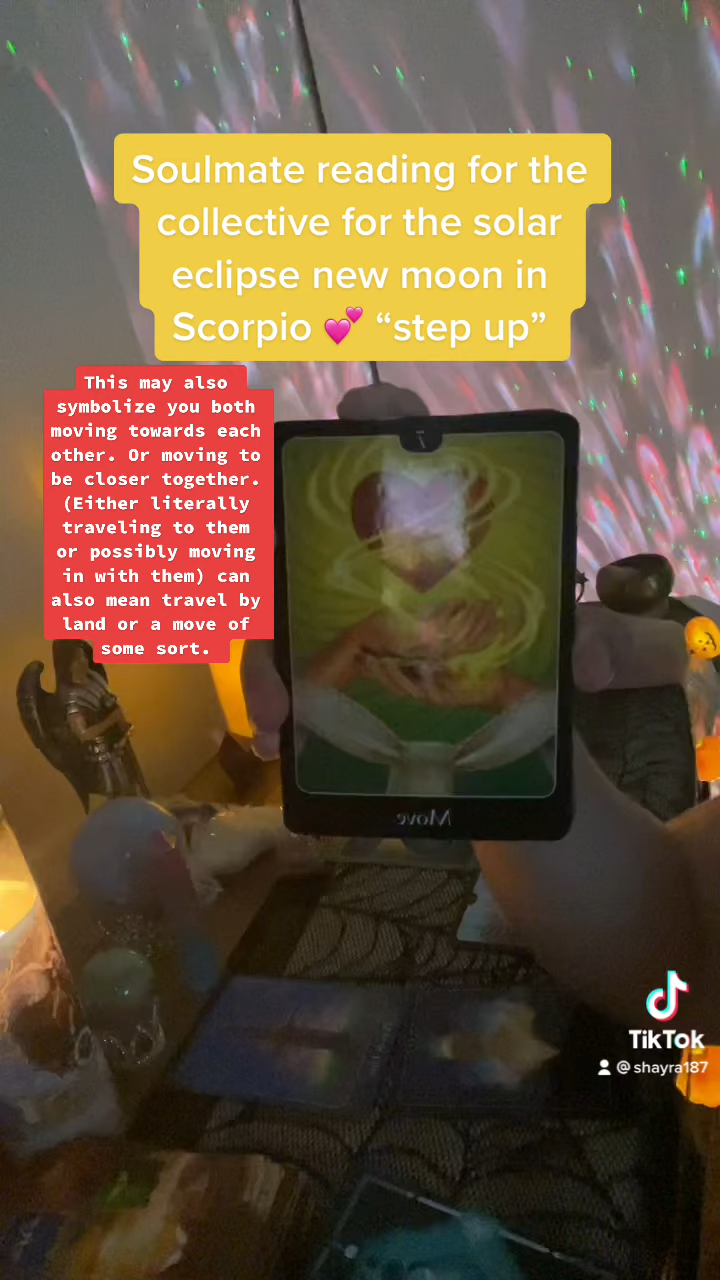 Soulmate reading for the
collective for the solar
eclipse new moon in
Scorpio 💕 “step up”
This may also
symbolize you both
moving towards each
other. Or moving to
be closer together.
(Either literally
traveling to them
or possibly moving
in with them) can
also mean travel by
land or a move of
some sort.
7
Move
TikTok
@shayra187